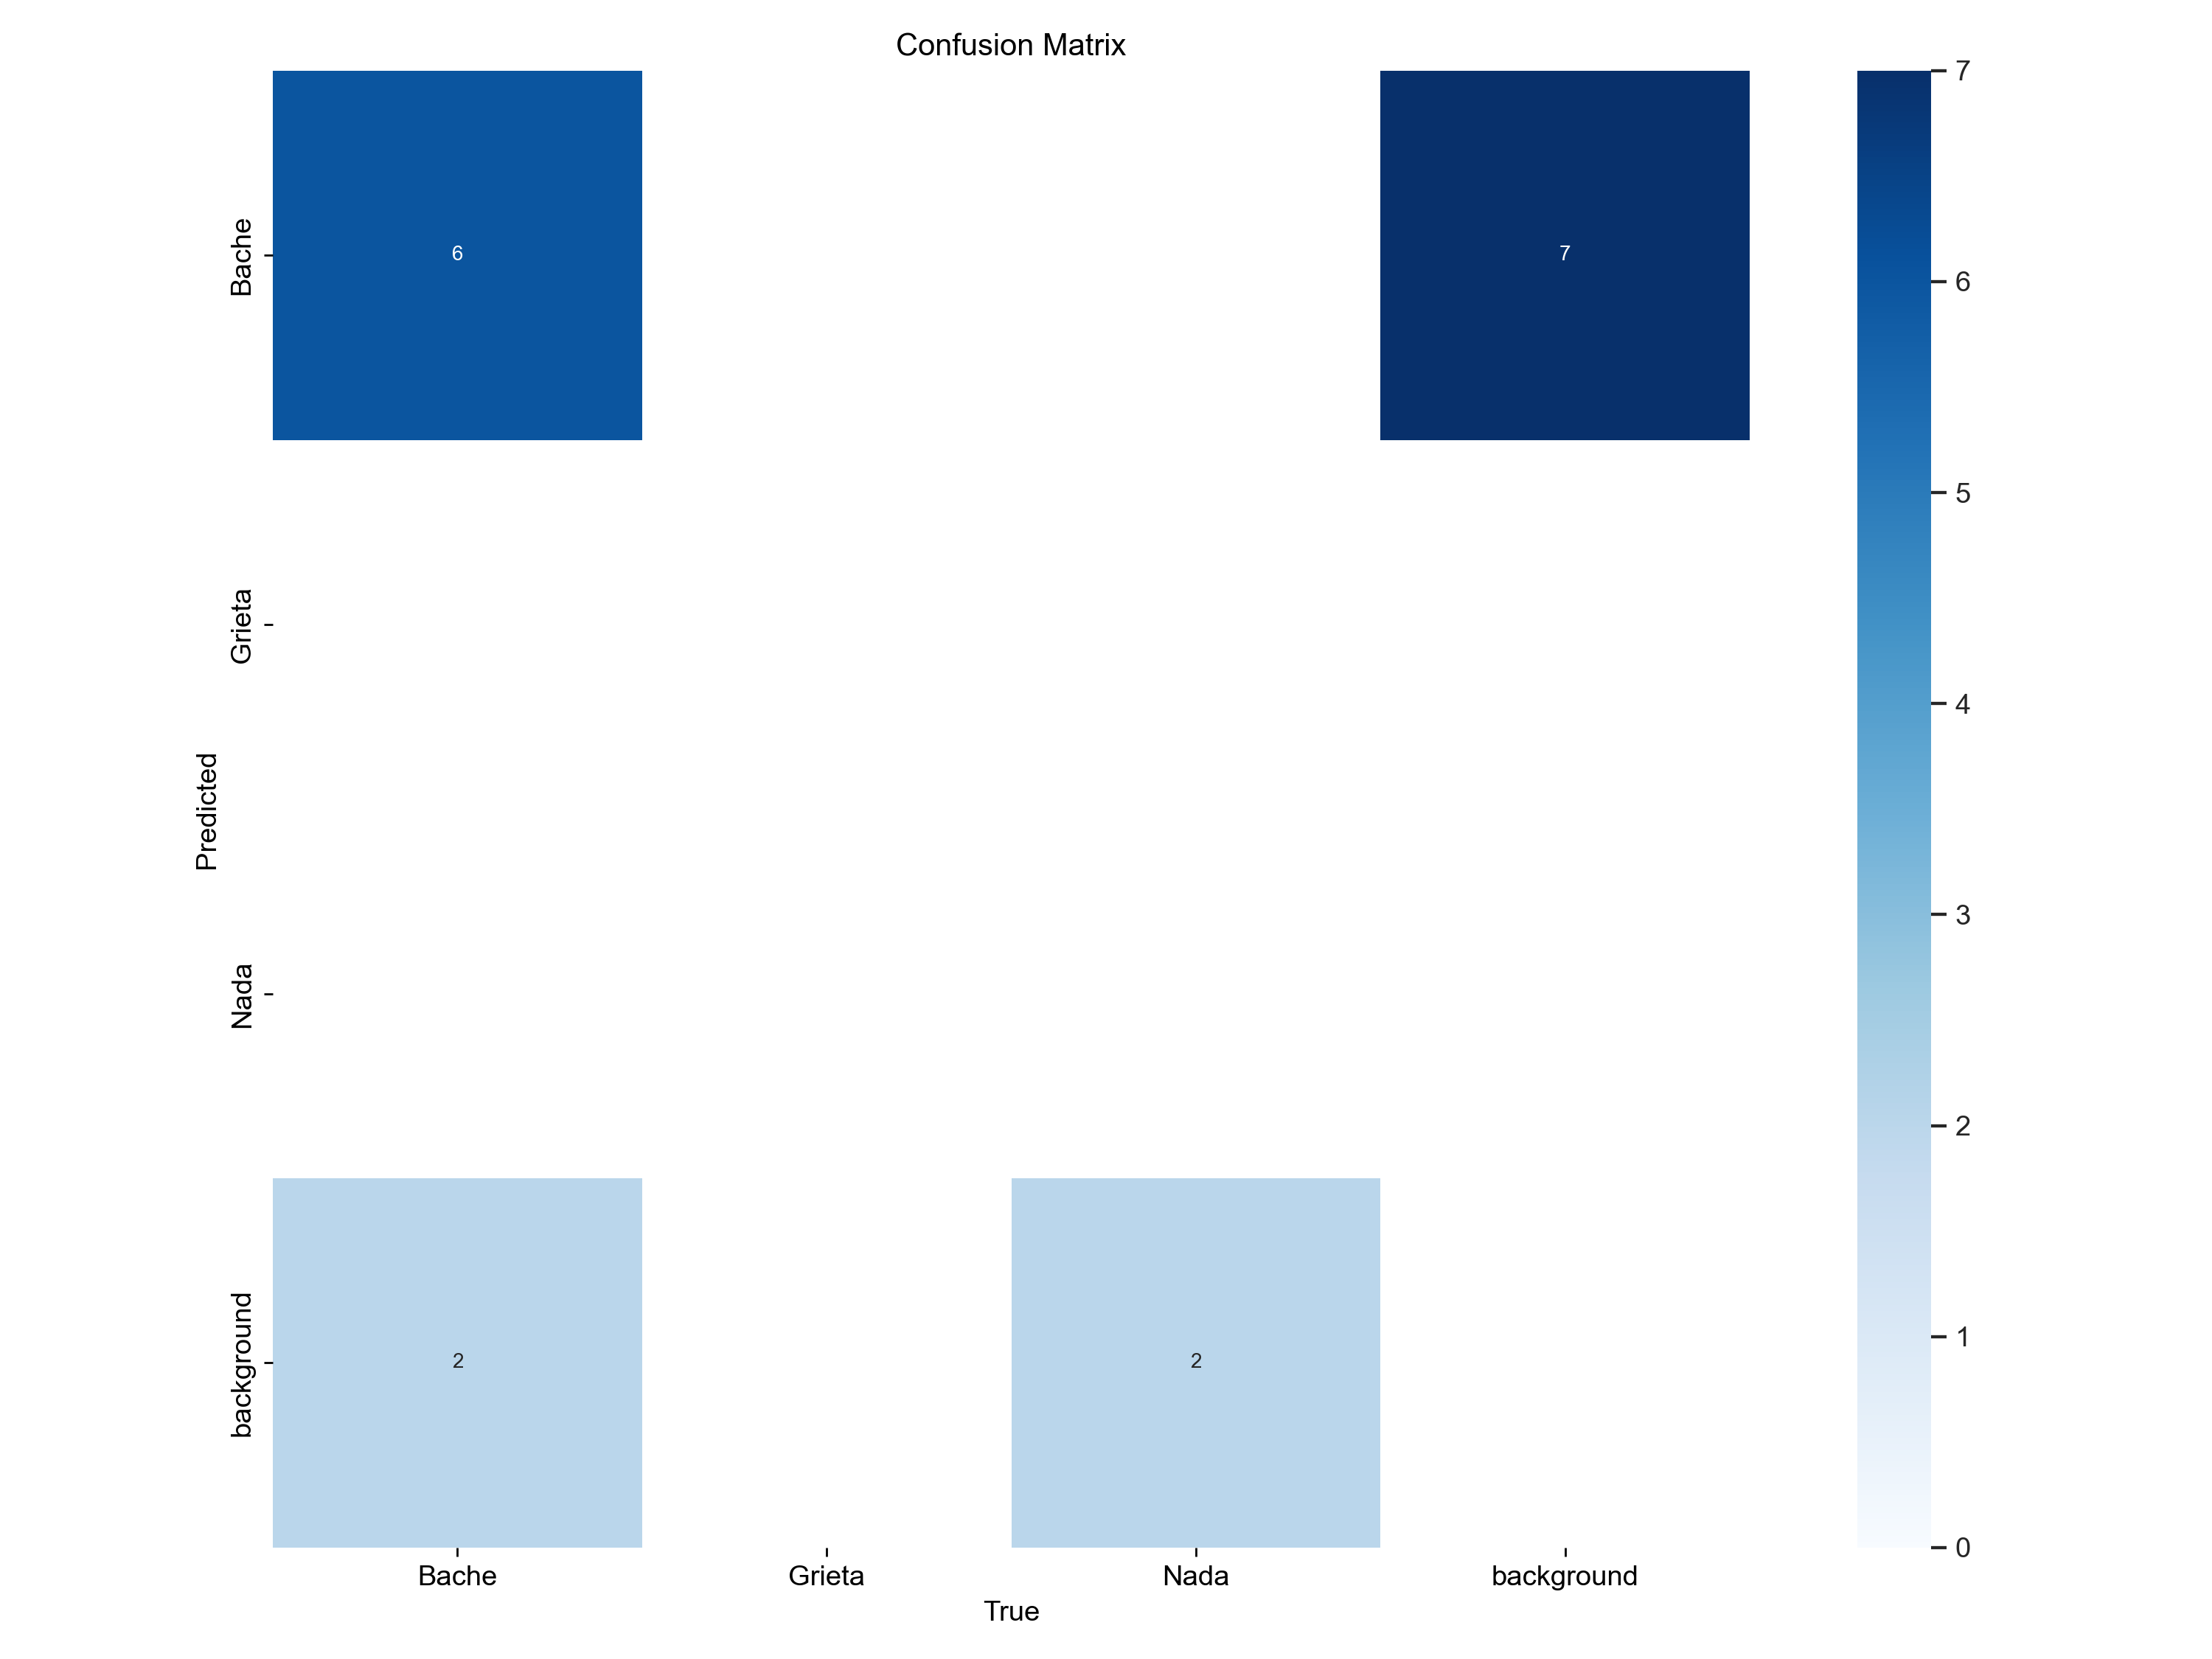 Confusion Matrix
Bache
Grieta
Nada
background
Predicted
6
7
2
2
Bache
Grieta
Nada
background
True
7
6
5
4
3
2
1
0